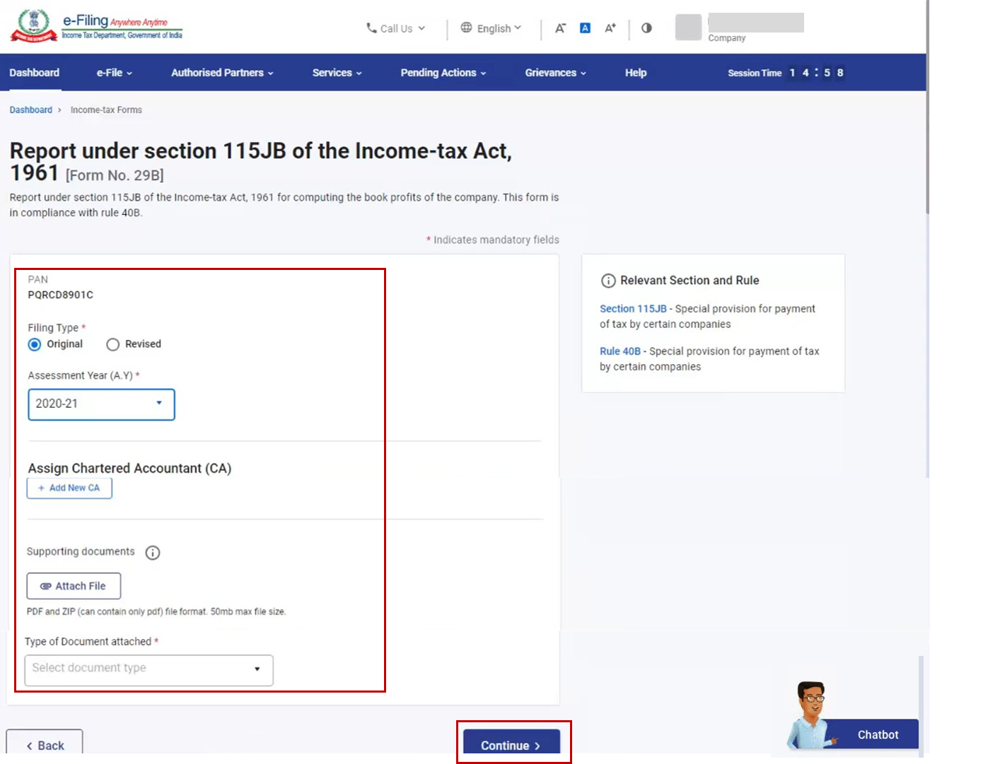 e-Filing Anywhere Anytime
Income Tax Department, Government of India
Call Us
English
A-
A
A+
Company
Dashboard
e-File
Authorised Partners
Services
Pending Actions
Grievances
Help
Session Time 1 4 : 5 8
Dashboard > Income-tax Forms
Report under section 115JB of the Income-tax Act,
1961 [Form No. 29B]
Report under section 115JB of the Income-tax Act, 1961 for computing the book profits of the company. This form is
in compliance with rule 40B.
* Indicates mandatory fields
PAN
PQRCD8901C
Filing Type *
Original
Revised
Assessment Year (A.Y) *
2020-21
Assign Chartered Accountant (CA)
+ Add New CA
Supporting documents
Attach File
PDF and ZIP (can contain only pdf) file format. 50mb max file size.
Type of Document attached *
Select document type
< Back
Continue >
Relevant Section and Rule
Section 115JB - Special provision for payment
of tax by certain companies
Rule 40B - Special provision for payment of tax
by certain companies
Chatbot